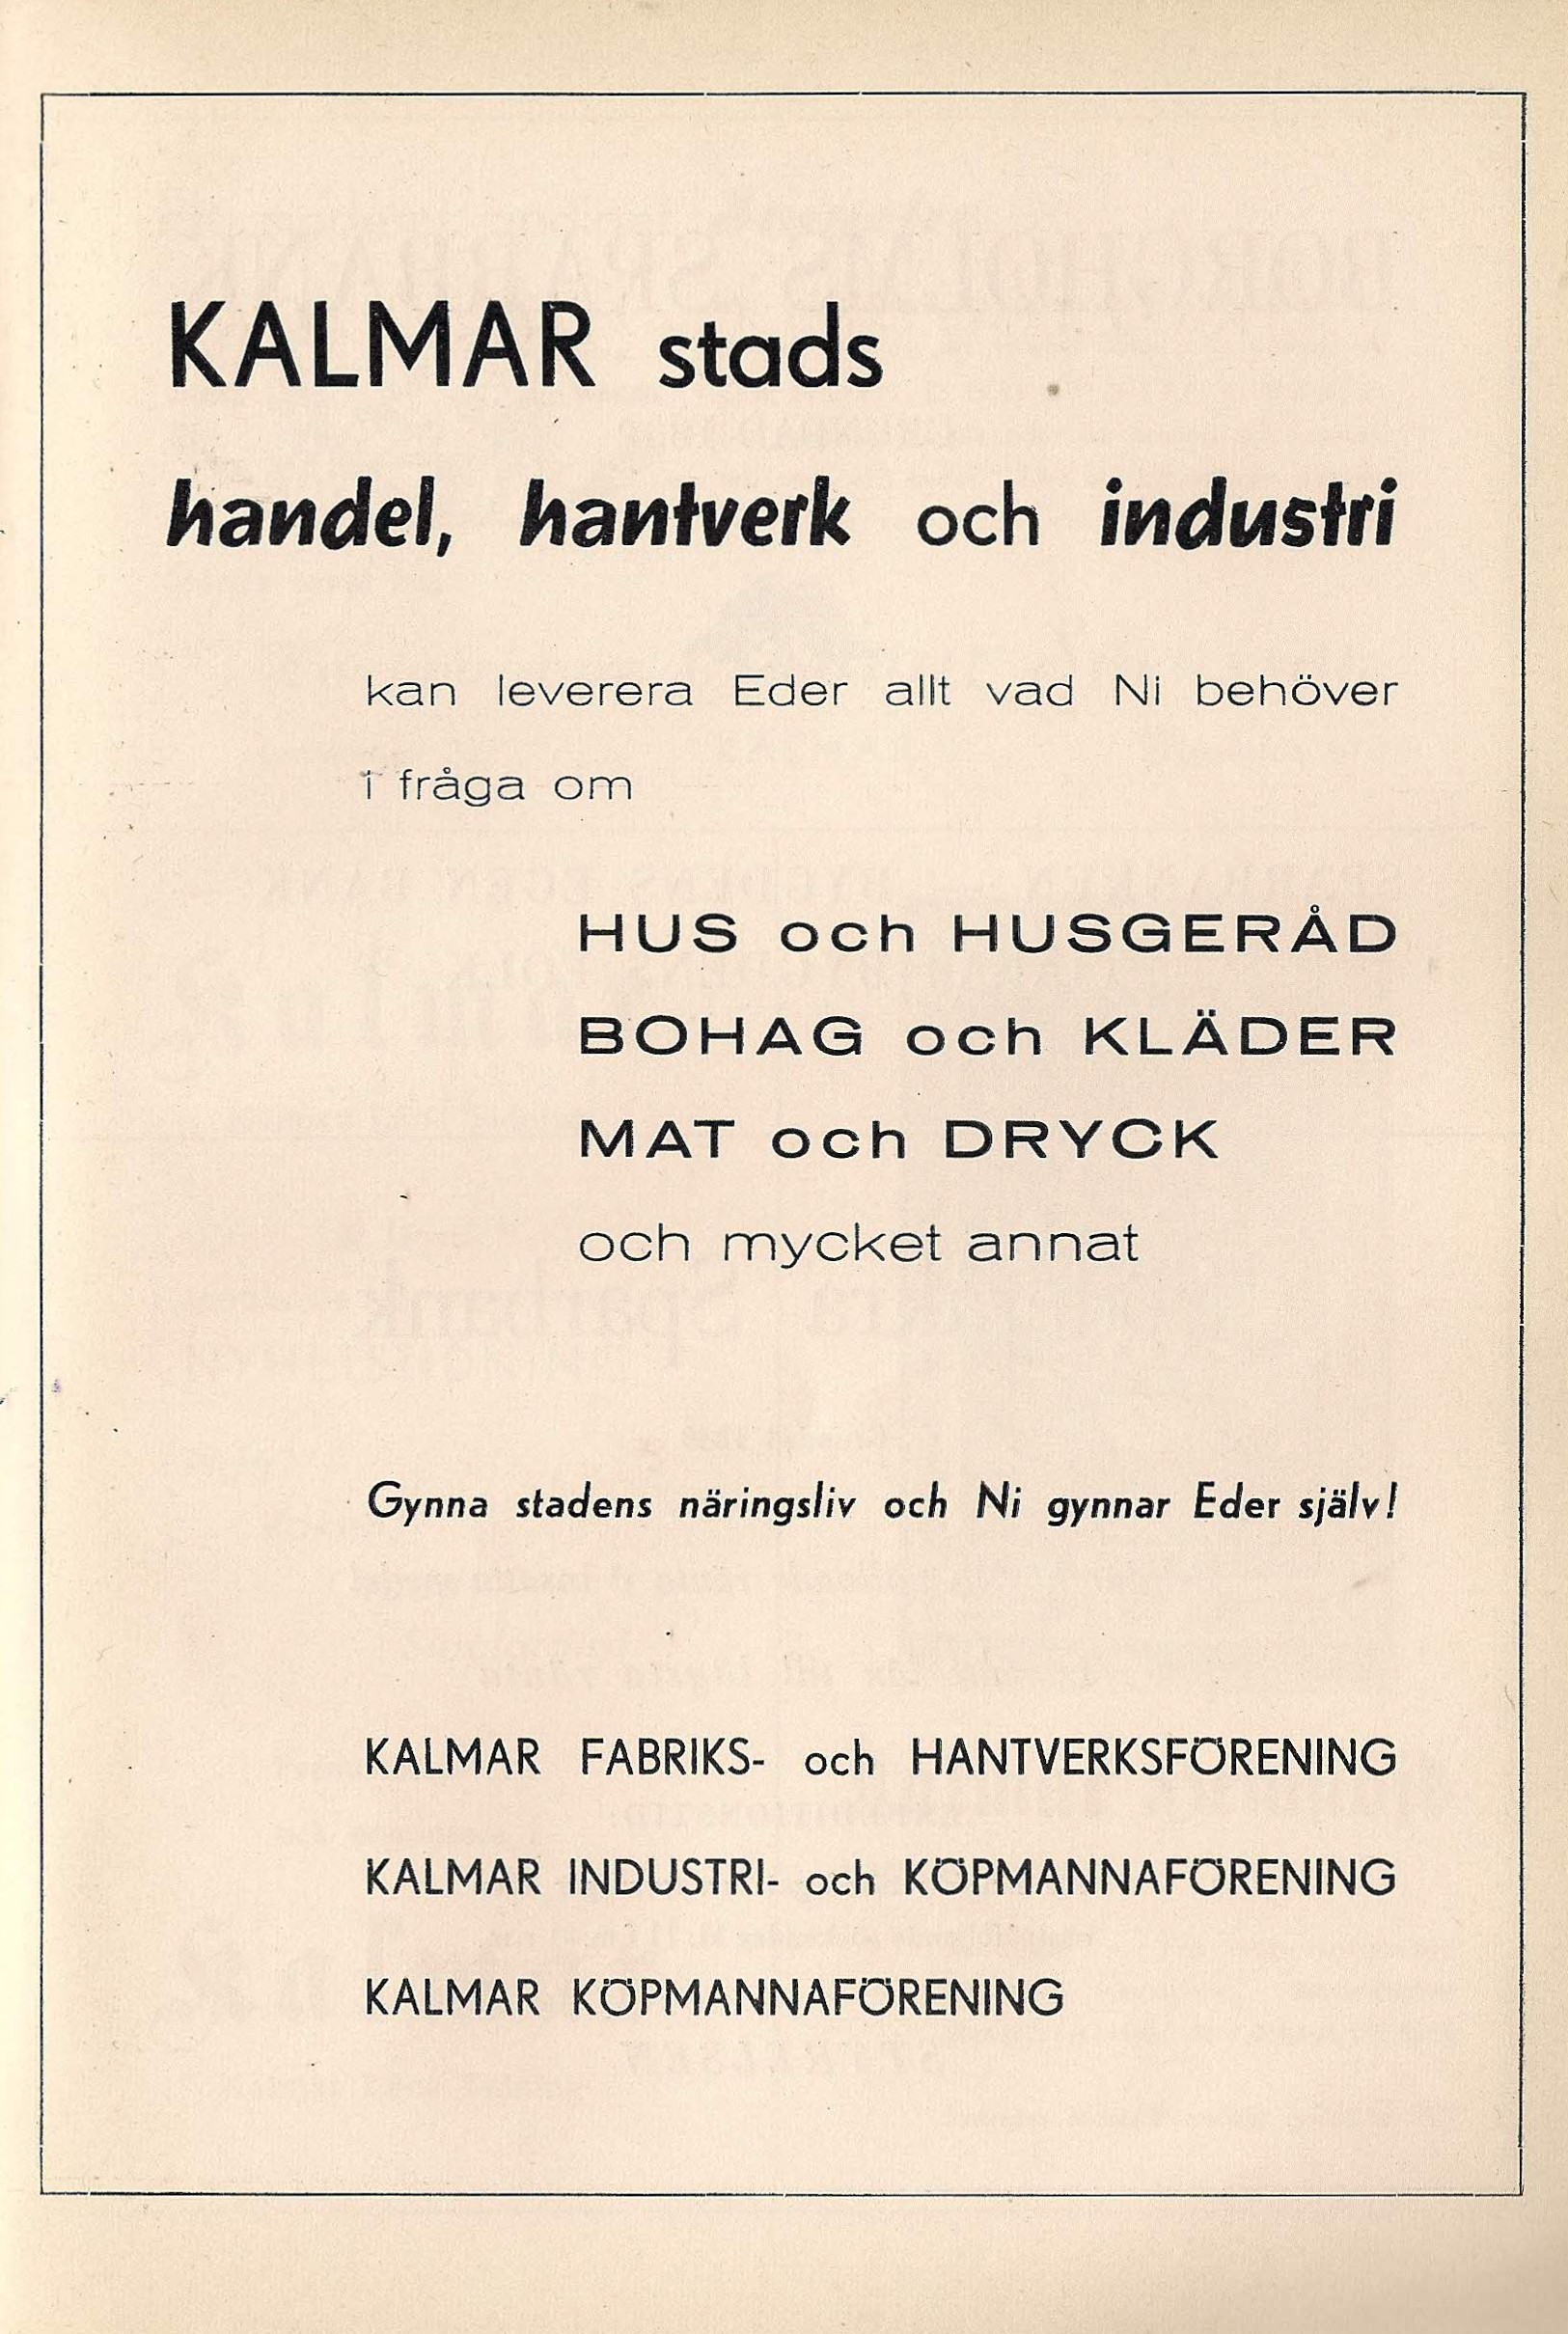 KALMAR stads
handel, hantverk och industri
kan leverera Eder allt vad Ni behöver
i fråga om
HUS och HUSGERÅD
BOHAG och KLÄDER
MAT och DRYCK
och mycket annat
Gynna stadens näringsliv och Ni gynnar Eder själv!
KALMAR FABRIKS- och HANTVERKSFÖRENING
KALMAR INDUSTRI- och KÖPMANNAFÖRENING
KALMAR KÖPMANNAFÖRENING